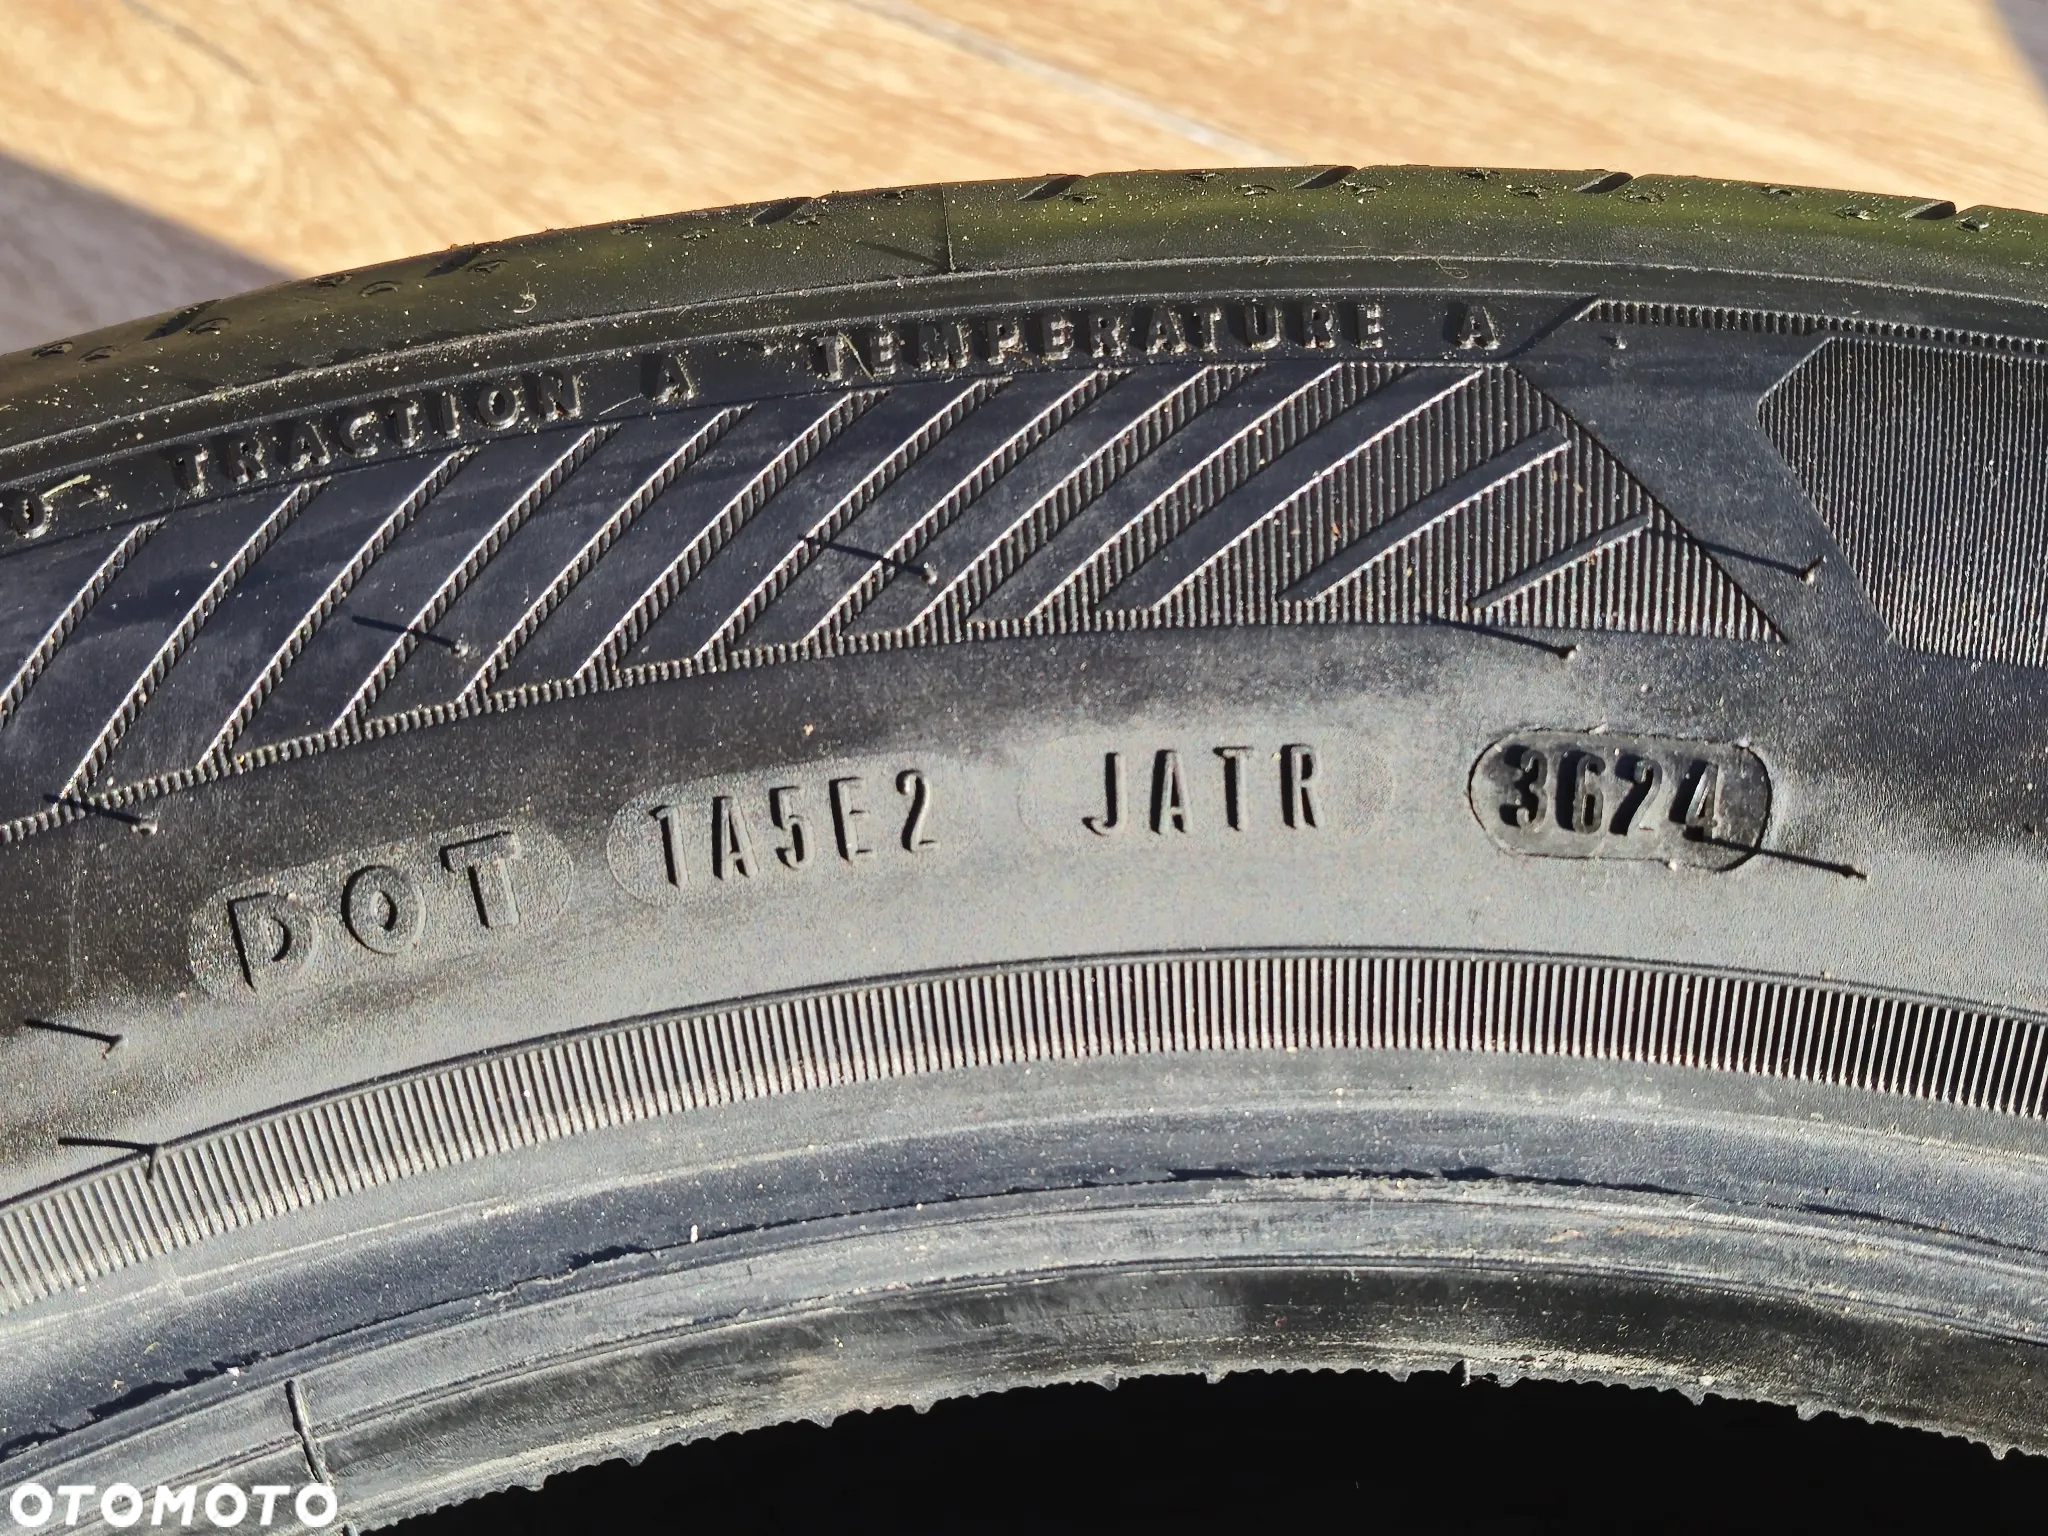 TRACTION A TEMPERATURE A
DOT 1A5E2 JATR 3624
OTOMOTO